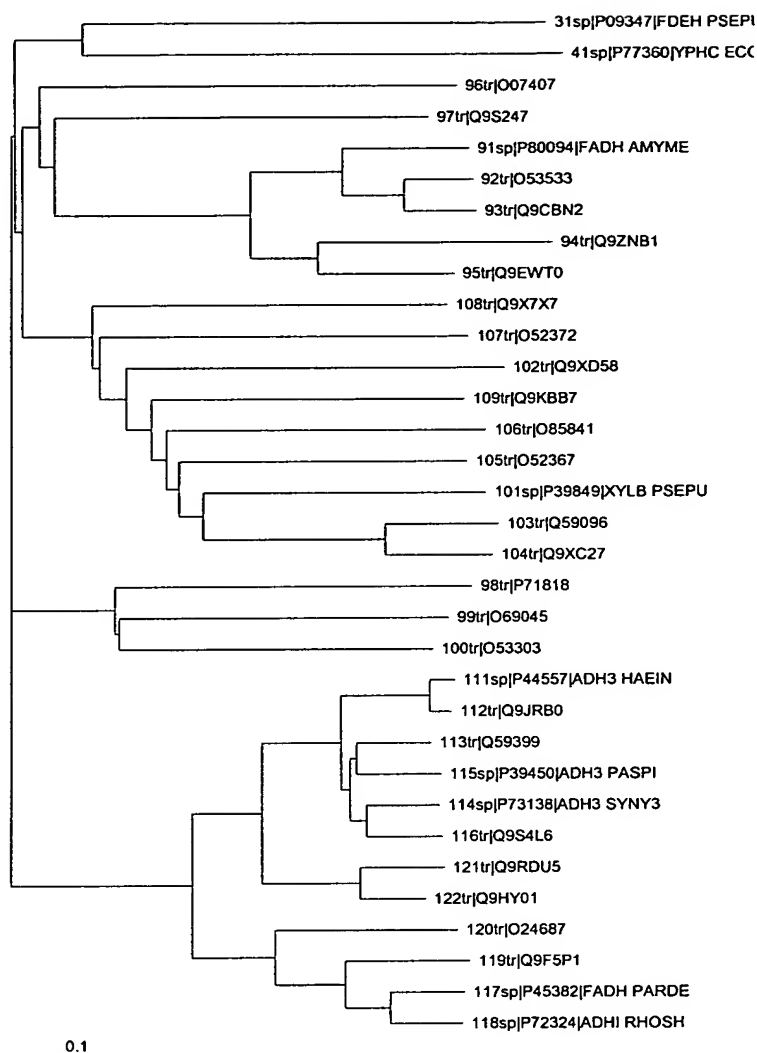 31sp|P09347|FDEH PSEPU
41sp|P77360|YPHC ECO
96tr|O07407
97tr|Q9S247
91sp|P80094|FADH AMYME
92tr|O53533
93tr|Q9CBN2
94tr|Q9ZNB1
95tr|Q9EWT0
108tr|Q9X7X7
107tr|O52372
102tr|Q9XD58
109tr|Q9KBB7
106tr|O85841
105tr|O52367
101sp|P39849|XYLB PSEPU
103tr|Q59096
104tr|Q9XC27
98tr|P71818
99tr|O69045
100tr|O53303
111sp|P44557|ADH3 HAEIN
112tr|Q9JRB0
113tr|Q59399
115sp|P39450|ADH3 PASPI
114sp|P73138|ADH3 SYNY3
116tr|Q9S4L6
121tr|Q9RDU5
122tr|Q9HY01
120tr|O24687
119tr|Q9F5P1
117sp|P45382|FADH PARDE
118sp|P72324|ADHI RHOSH
0.1